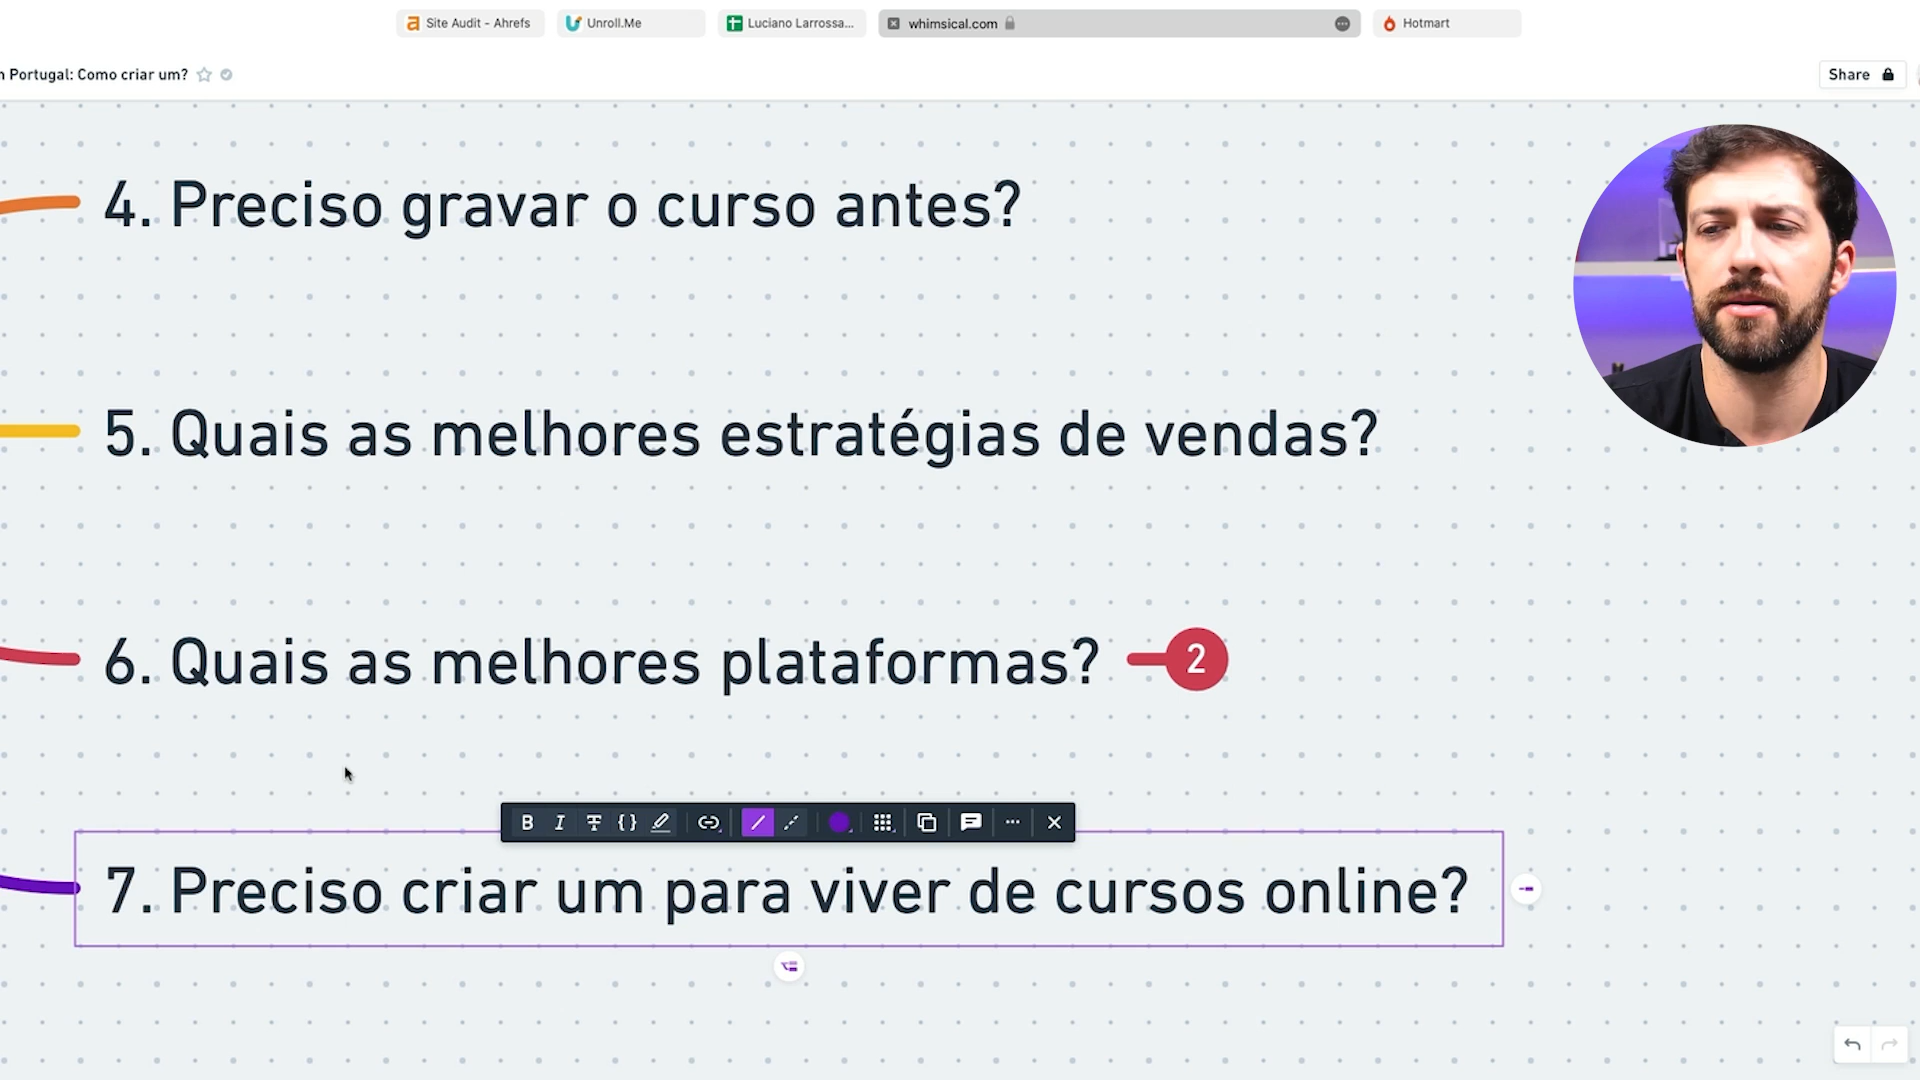 Site Audit - Ahrefs
Unroll.Me
Luciano Larrossa...
whimsical.com
Hotmart
Portugal: Como criar um?
Share
4. Preciso gravar o curso antes?
5. Quais as melhores estratégias de vendas?
6. Quais as melhores plataformas?
2
B I T {}
7. Preciso criar um para viver de cursos online?